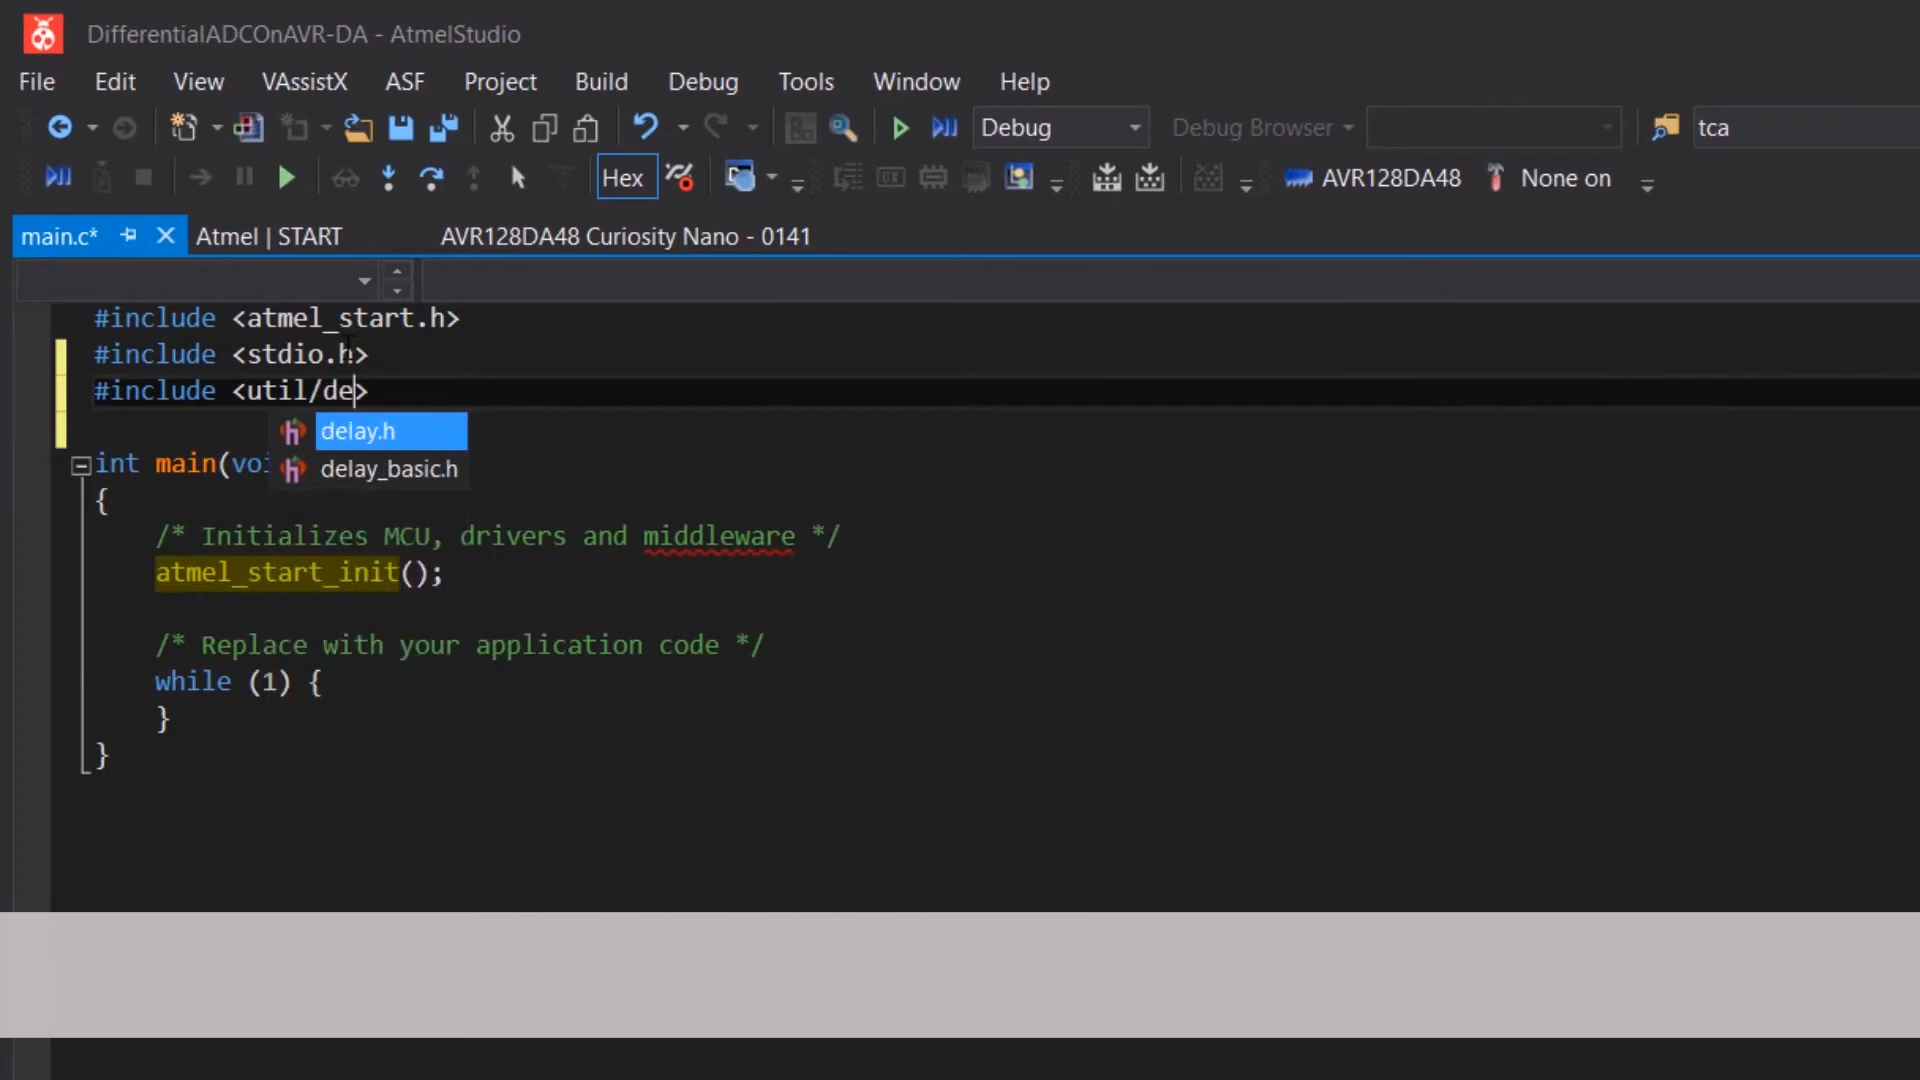 DifferentialADCOnAVR-DA - AtmelStudio
File Edit View VAssistX ASF Project Build Debug Tools Window Help
Debug Debug Browser tca
Hex AVR128DA48 None on
main.c* Atmel | START AVR128DA48 Curiosity Nano - 0141
#include <atmel_start.h>
#include <stdio.h>
#include <util/de>
delay.h
int main(voi
delay_basic.h
{
/* Initializes MCU, drivers and middleware */
atmel_start_init();
/* Replace with your application code */
while (1) {
}
}